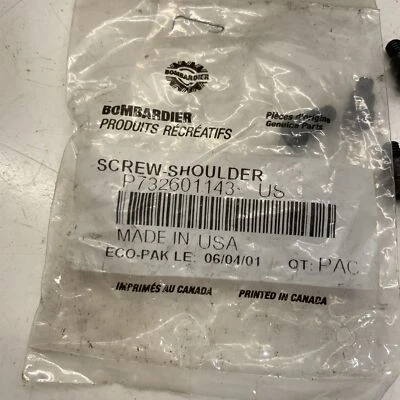 BOMBARDIER
BOMBARDIER
PRODUITS RÉCRÉATIFS
Pièces d'origine
Genuine Parts
SCREW-SHOULDER
P732601143 US
MADE IN USA
ECO-PAK LE: 06/04/01 QT: PAC
IMPRIMÉS AU CANADA
PRINTED IN CANADA